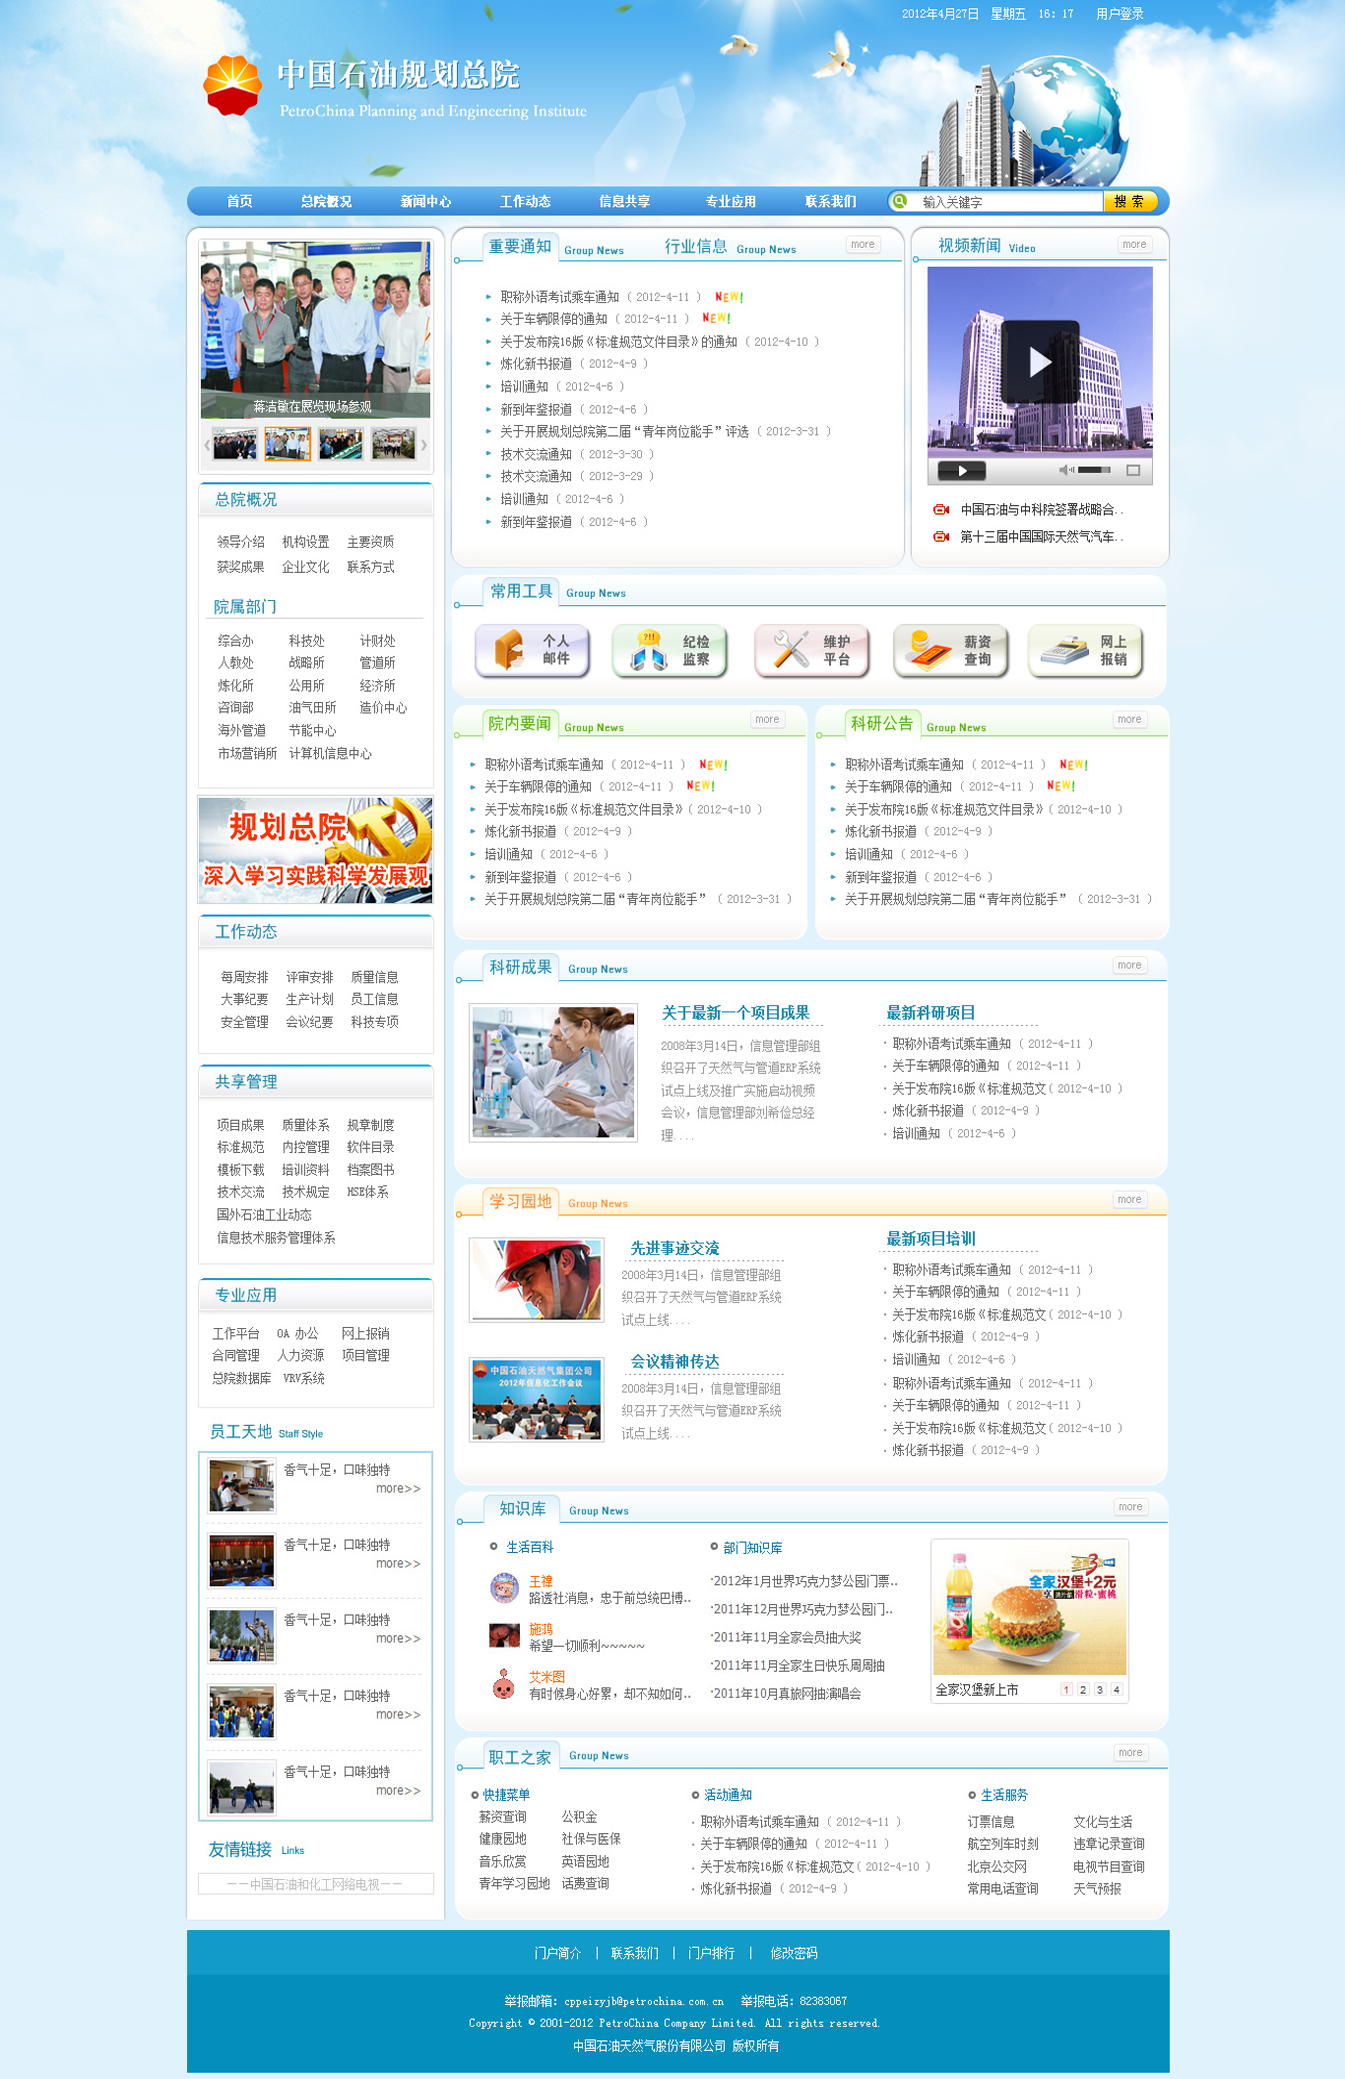 2012年4月27日 星期五 16: 17 用户登录
中国石油规划总院
PetroChina Planning and Engineering Institute
首页 总院概况 新闻中心 工作动态 信息共享 专业应用 联系我们 输入关键字 搜 索
蒋洁敏在展览现场参观
总院概况
领导介绍 机构设置 主要资质
获奖成果 企业文化 联系方式
院属部门
综合办 科技处 计财处
人教处 战略所 管道所
炼化所 公用所 经济所
咨询部 油气田所 造价中心
海外管道 节能中心
市场营销所 计算机信息中心
规划总院
深入学习实践科学发展观
工作动态
每周安排 评审安排 质量信息
大事纪要 生产计划 员工信息
安全管理 会议纪要 科技专项
共享管理
项目成果 质量体系 规章制度
标准规范 内控管理 软件目录
模板下载 培训资料 档案图书
技术交流 技术规定 HSE体系
国外石油工业动态
信息技术服务管理体系
专业应用
工作平台 OA 办公 网上报销
合同管理 人力资源 项目管理
总院数据库 VRV系统
员工天地 Staff Style
香气十足，口味独特
more>>
香气十足，口味独特
more>>
香气十足，口味独特
more>>
香气十足，口味独特
more>>
香气十足，口味独特
more>>
友情链接 Links
－－中国石油和化工网络电视－－
重要通知 Group News 行业信息 Group News more
职称外语考试乘车通知 （ 2012-4-11 ） NEW!
关于车辆限停的通知 （ 2012-4-11 ） NEW!
关于发布院16版《标准规范文件目录》的通知 （ 2012-4-10 ）
炼化新书报道 （ 2012-4-9 ）
培训通知 （ 2012-4-6 ）
新到年鉴报道 （ 2012-4-6 ）
关于开展规划总院第二届“青年岗位能手”评选 （ 2012-3-31 ）
技术交流通知 （ 2012-3-30 ）
技术交流通知 （ 2012-3-29 ）
培训通知 （ 2012-4-6 ）
新到年鉴报道 （ 2012-4-6 ）
视频新闻 Video more
中国石油与中科院签署战略合..
第十三届中国国际天然气汽车..
常用工具 Group News
个人邮件 纪检监察 维护平台 薪资查询 网上报销
院内要闻 Group News more
职称外语考试乘车通知 （ 2012-4-11 ） NEW!
关于车辆限停的通知 （ 2012-4-11 ） NEW!
关于发布院16版《标准规范文件目录》（ 2012-4-10 ）
炼化新书报道 （ 2012-4-9 ）
培训通知 （ 2012-4-6 ）
新到年鉴报道 （ 2012-4-6 ）
关于开展规划总院第二届“青年岗位能手” （ 2012-3-31 ）
科研公告 Group News more
职称外语考试乘车通知 （ 2012-4-11 ） NEW!
关于车辆限停的通知 （ 2012-4-11 ） NEW!
关于发布院16版《标准规范文件目录》（ 2012-4-10 ）
炼化新书报道 （ 2012-4-9 ）
培训通知 （ 2012-4-6 ）
新到年鉴报道 （ 2012-4-6 ）
关于开展规划总院第二届“青年岗位能手” （ 2012-3-31 ）
科研成果 Group News more
关于最新一个项目成果
2008年3月14日，信息管理部组
织召开了天然气与管道ERP系统
试点上线及推广实施启动视频
会议，信息管理部刘希俭总经
理....
最新科研项目
职称外语考试乘车通知 （ 2012-4-11 ）
关于车辆限停的通知 （ 2012-4-11 ）
关于发布院16版《标准规范文（ 2012-4-10 ）
炼化新书报道 （ 2012-4-9 ）
培训通知 （ 2012-4-6 ）
学习园地 Group News more
先进事迹交流
2008年3月14日，信息管理部组
织召开了天然气与管道ERP系统
试点上线....
中国石油天然气集团公司
2012年信息化工作会议
会议精神传达
2008年3月14日，信息管理部组
织召开了天然气与管道ERP系统
试点上线....
最新项目培训
职称外语考试乘车通知 （ 2012-4-11 ）
关于车辆限停的通知 （ 2012-4-11 ）
关于发布院16版《标准规范文（ 2012-4-10 ）
炼化新书报道 （ 2012-4-9 ）
培训通知 （ 2012-4-6 ）
职称外语考试乘车通知 （ 2012-4-11 ）
关于车辆限停的通知 （ 2012-4-11 ）
关于发布院16版《标准规范文（ 2012-4-10 ）
炼化新书报道 （ 2012-4-9 ）
知识库 Group News more
生活百科
王祎
路透社消息，忠于前总统巴博..
施鸿
希望一切顺利~~~~~
艾米图
有时候身心好累，却不知如何..
部门知识库
2012年1月世界巧克力梦公园门票..
2011年12月世界巧克力梦公园门..
2011年11月全家会员抽大奖
2011年11月全家生日快乐周周抽
2011年10月真旅网抽演唱会
全家汉堡+2元
全家汉堡新上市 1 2 3 4
职工之家 Group News more
快捷菜单
薪资查询 公积金
健康园地 社保与医保
音乐欣赏 英语园地
青年学习园地 话费查询
活动通知
职称外语考试乘车通知 （ 2012-4-11 ）
关于车辆限停的通知 （ 2012-4-11 ）
关于发布院16版《标准规范文（ 2012-4-10 ）
炼化新书报道 （ 2012-4-9 ）
生活服务
订票信息 文化与生活
航空列车时刻 违章记录查询
北京公交网 电视节目查询
常用电话查询 天气预报
门户简介 | 联系我们 | 门户排行 | 修改密码
举报邮箱: cppeizyjb@petrochina.com.cn 举报电话: 82383067
Copyright © 2001-2012 PetroChina Company Limited. All rights reserved.
中国石油天然气股份有限公司 版权所有